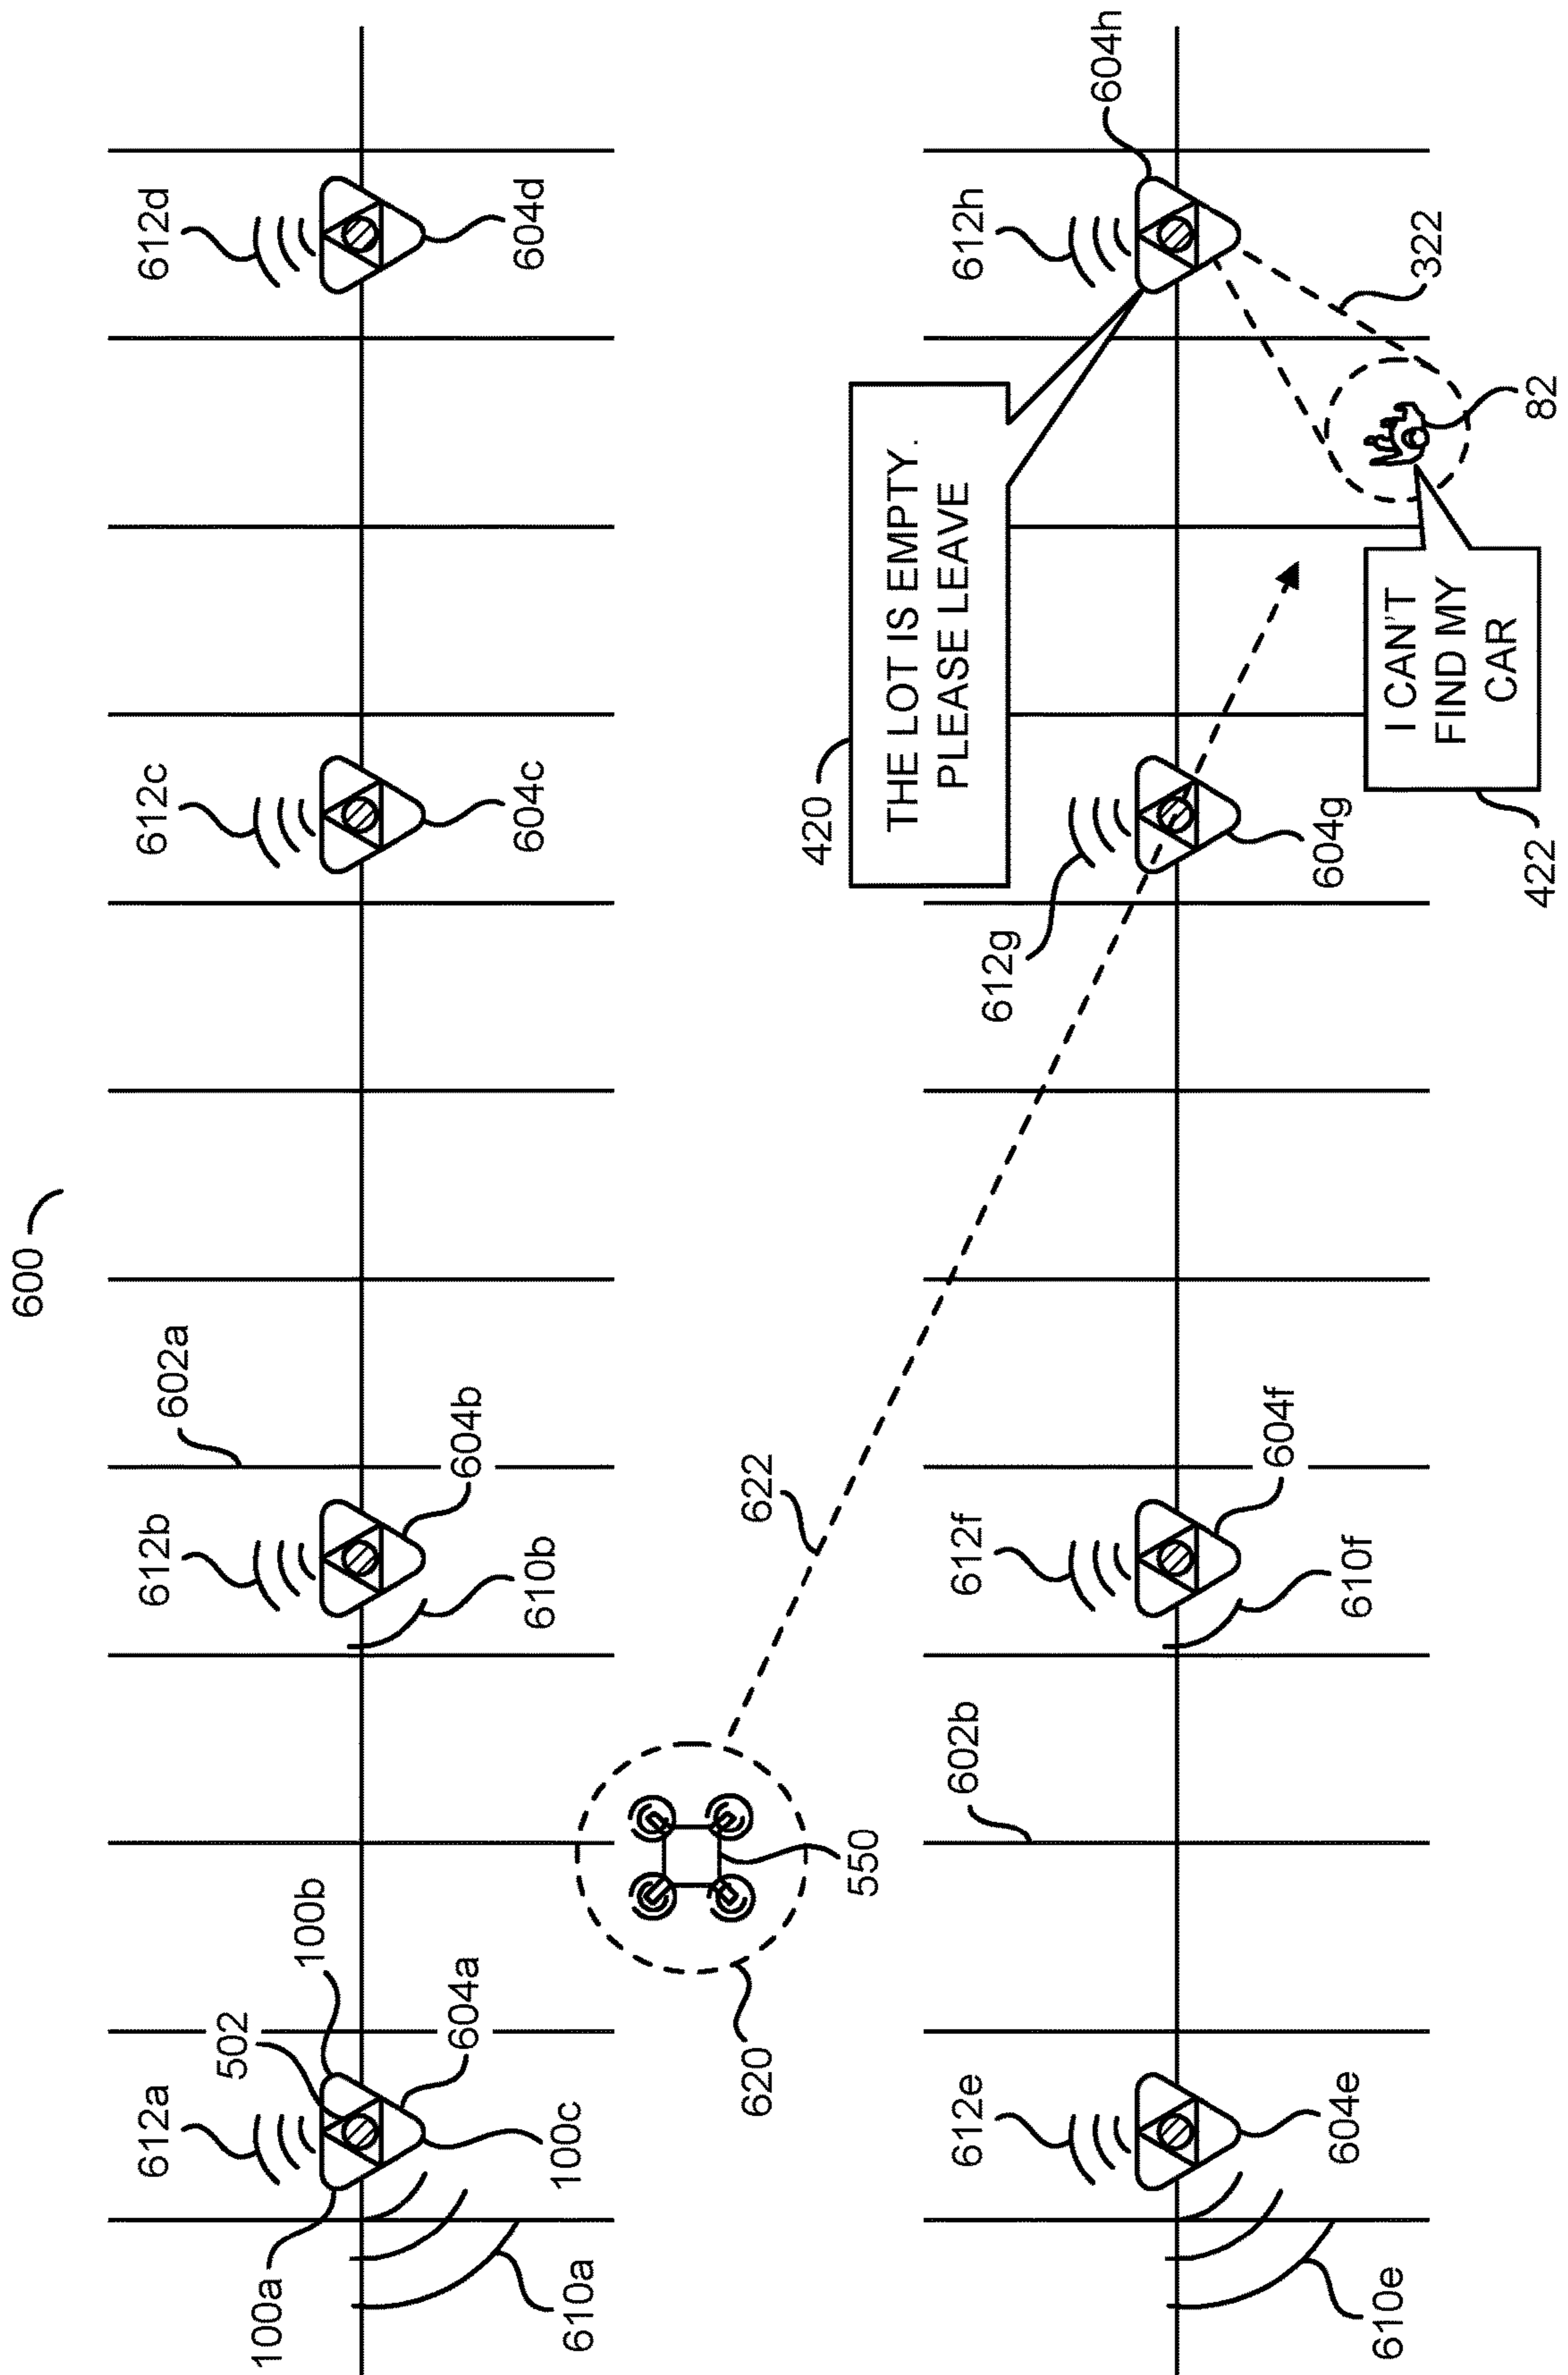 600
612a
612b
612c
612d
602a
502
100b
100a
604a
604b
604c
604d
100c
610a
610b
620
550
622
602b
420
THE LOT IS EMPTY.
PLEASE LEAVE
612e
612f
612g
612h
604h
604e
604f
604g
610e
610f
322
I CAN'T
FIND MY
CAR
422
82